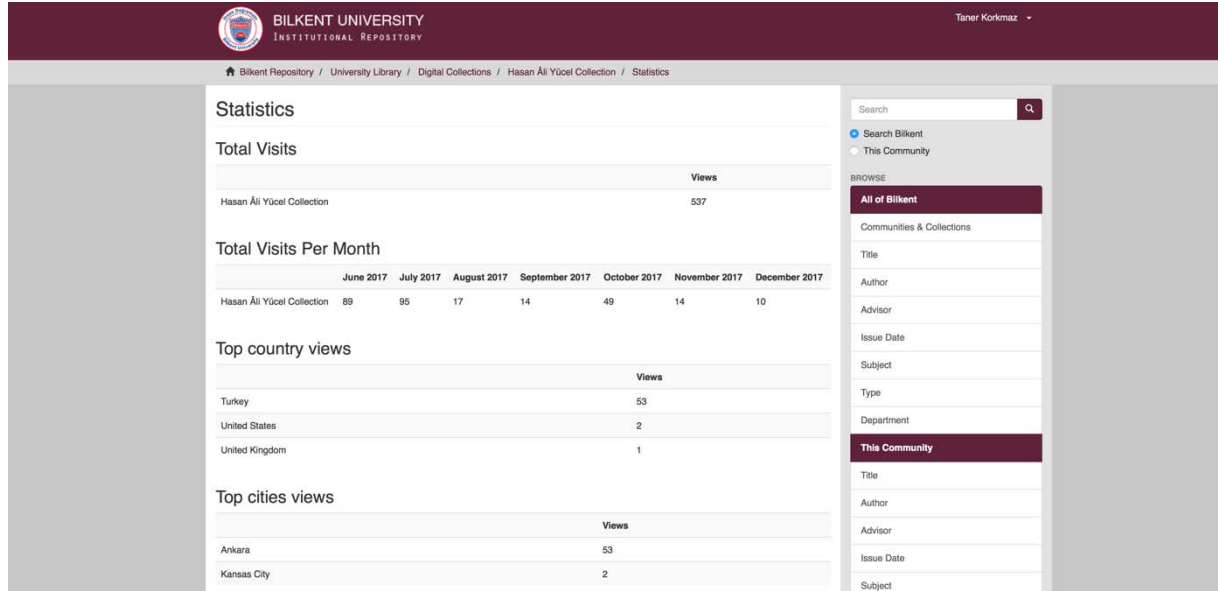 BILKENT UNIVERSITY
INSTITUTIONAL REPOSITORY
Taner Korkmaz
Bilkent Repository / University Library / Digital Collections / Hasan Âli Yücel Collection / Statistics
Statistics
Total Visits
Views
Hasan Âli Yücel Collection 537
Total Visits Per Month
June 2017 July 2017 August 2017 September 2017 October 2017 November 2017 December 2017
Hasan Âli Yücel Collection 89 95 17 14 49 14 10
Top country views
Views
Turkey 53
United States 2
United Kingdom 1
Top cities views
Views
Ankara 53
Kansas City 2
Search
Search Bilkent
This Community
BROWSE
All of Bilkent
Communities & Collections
Title
Author
Advisor
Issue Date
Subject
Type
Department
This Community
Title
Author
Advisor
Issue Date
Subject